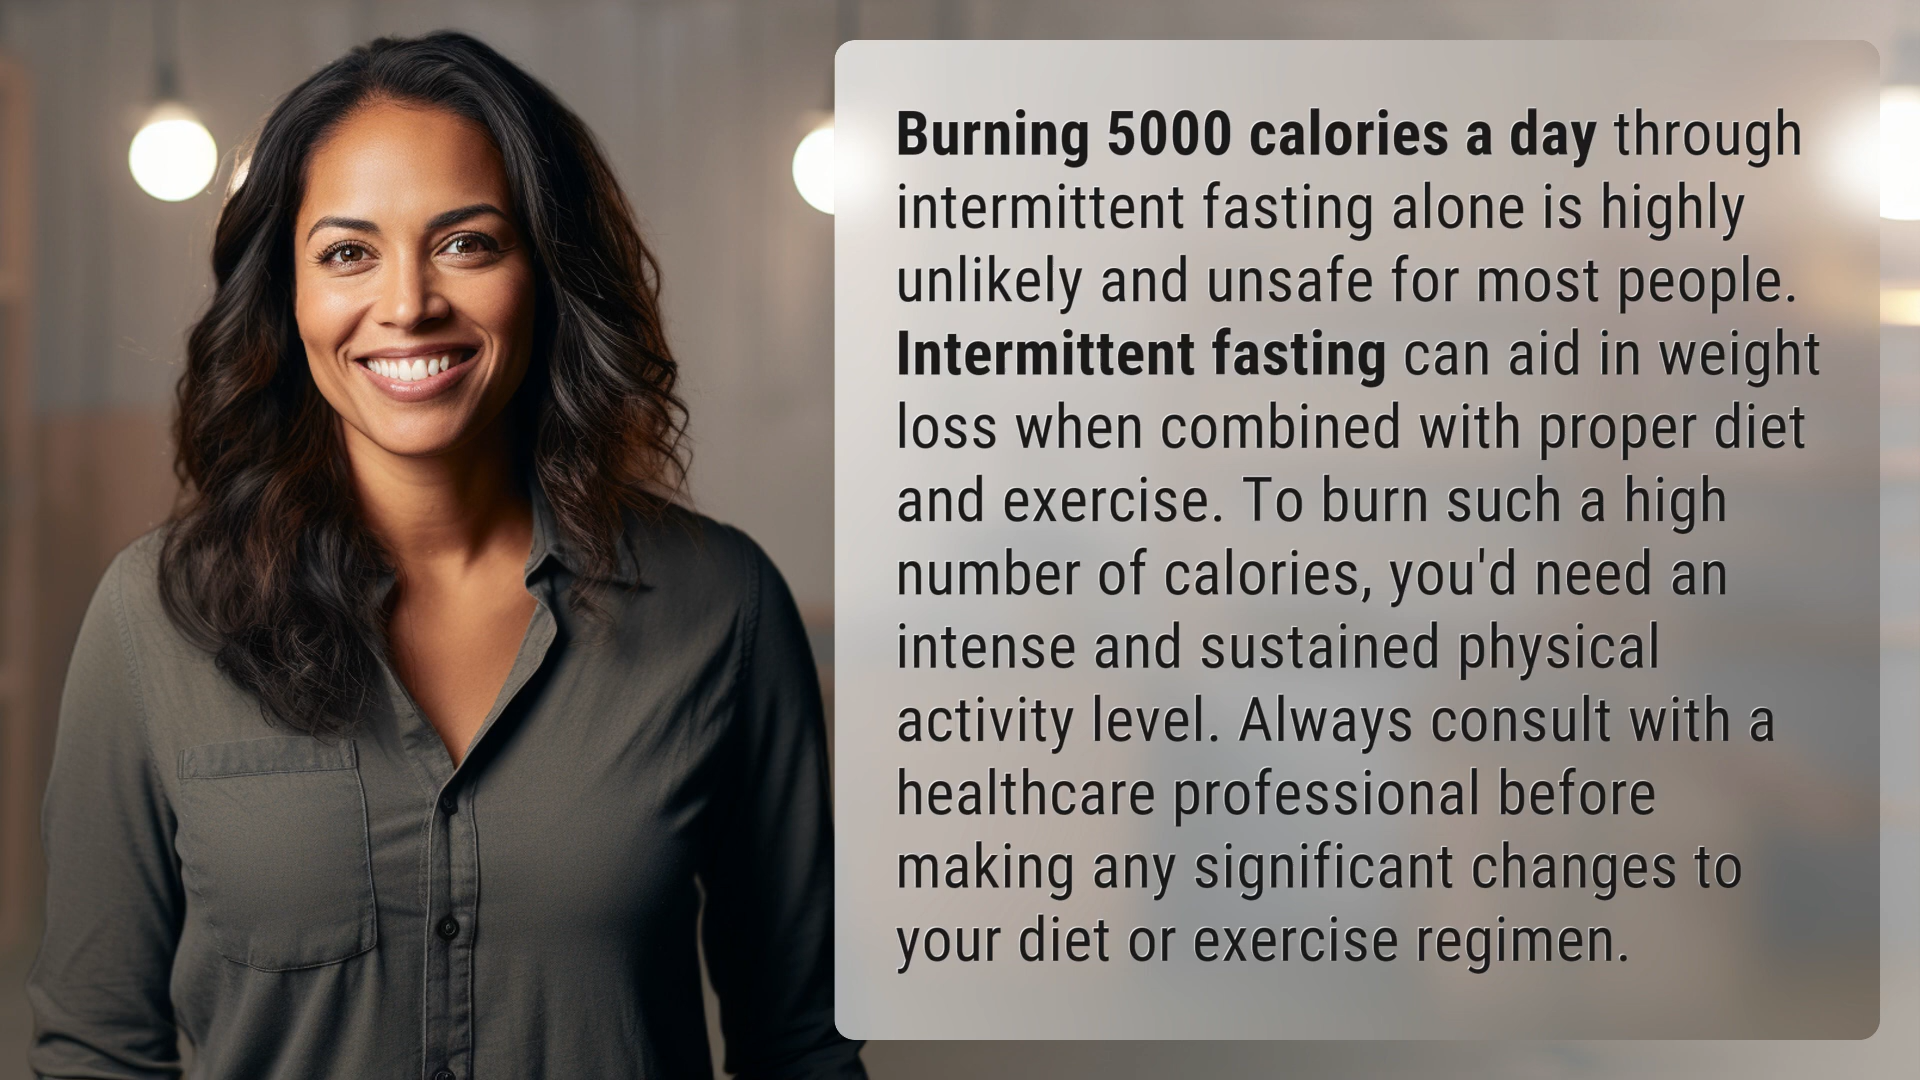 Burning 5000 calories a day through
intermittent fasting alone is highly
unlikely and unsafe for most people.
Intermittent fasting can aid in weight
loss when combined with proper diet
and exercise. To burn such a high
number of calories, you'd need an
intense and sustained physical
activity level. Always consult with a
healthcare professional before
making any significant changes to
your diet or exercise regimen.